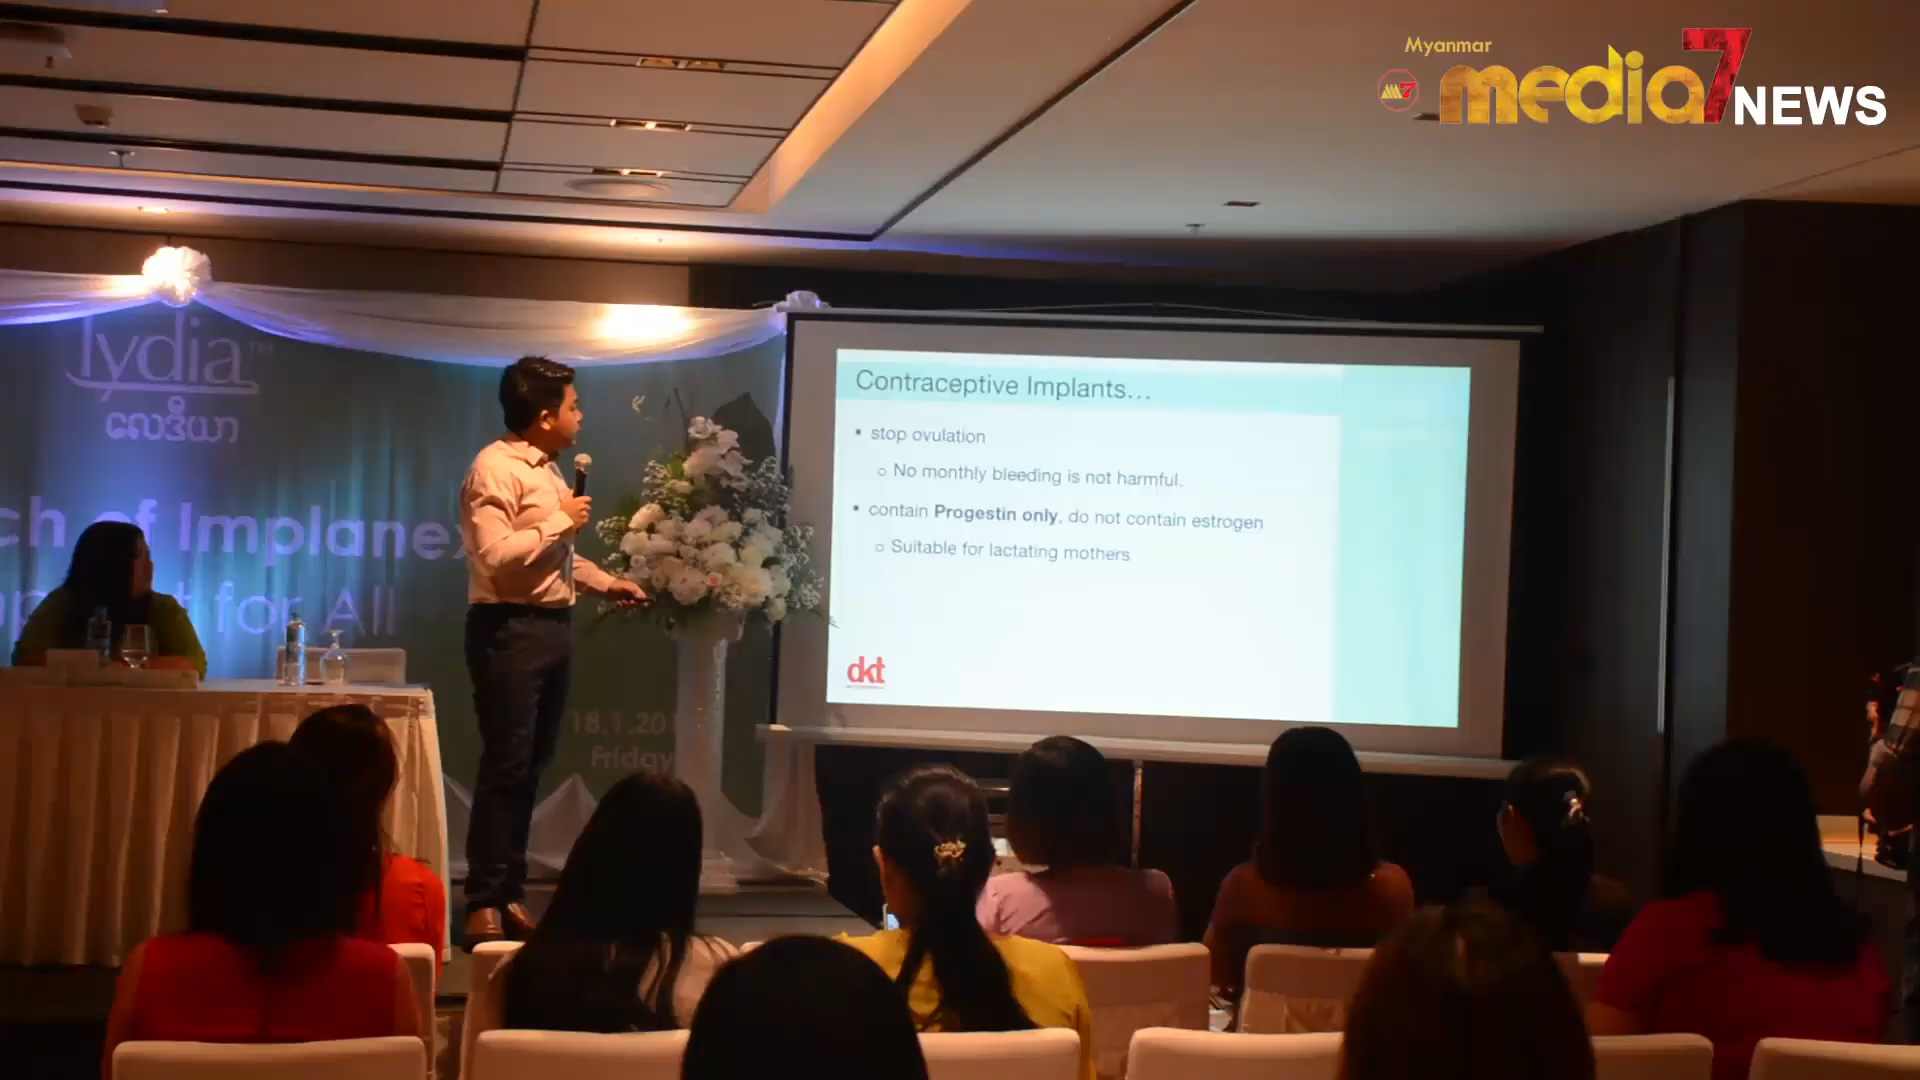 Myanmar
media7NEWS
lydia™
လေဒီယာ
ch of Implanex
for All
18.1.20
Friday
Contraceptive Implants...
▪ stop ovulation
○ No monthly bleeding is not harmful.
▪ contain Progestin only, do not contain estrogen
○ Suitable for lactating mothers
dkt